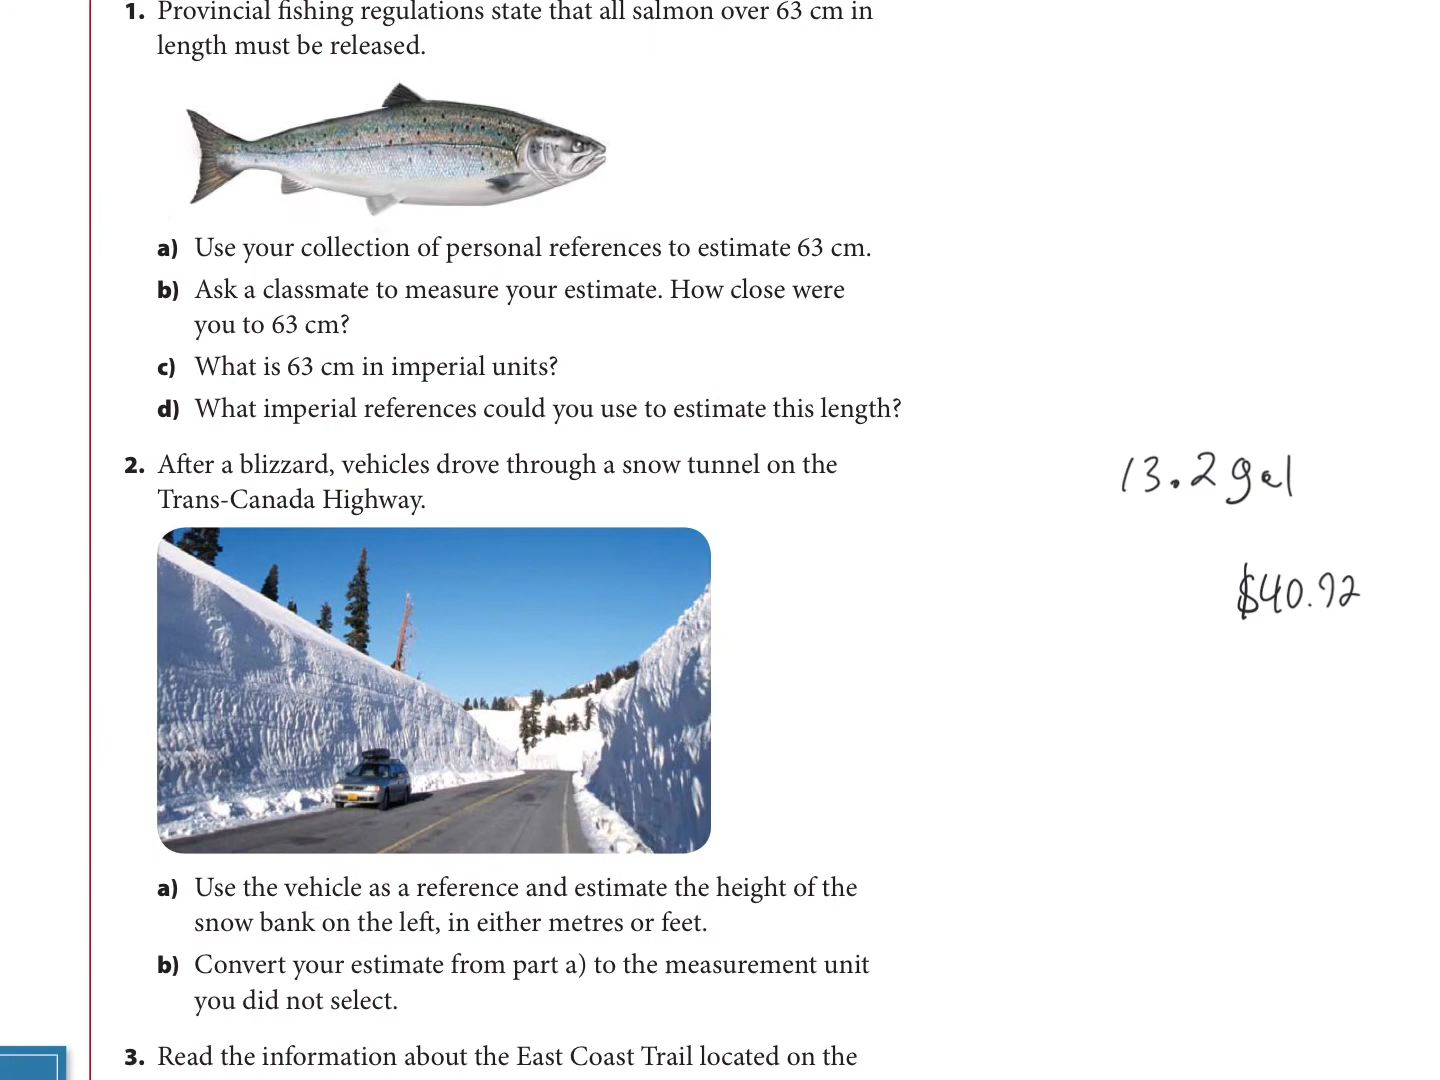 1. Provincial fishing regulations state that all salmon over 63 cm in
length must be released.
a) Use your collection of personal references to estimate 63 cm.
b) Ask a classmate to measure your estimate. How close were
you to 63 cm?
c) What is 63 cm in imperial units?
d) What imperial references could you use to estimate this length?
2. After a blizzard, vehicles drove through a snow tunnel on the
Trans-Canada Highway.
13.2 gal
$40.92
a) Use the vehicle as a reference and estimate the height of the
snow bank on the left, in either metres or feet.
b) Convert your estimate from part a) to the measurement unit
you did not select.
3. Read the information about the East Coast Trail located on the